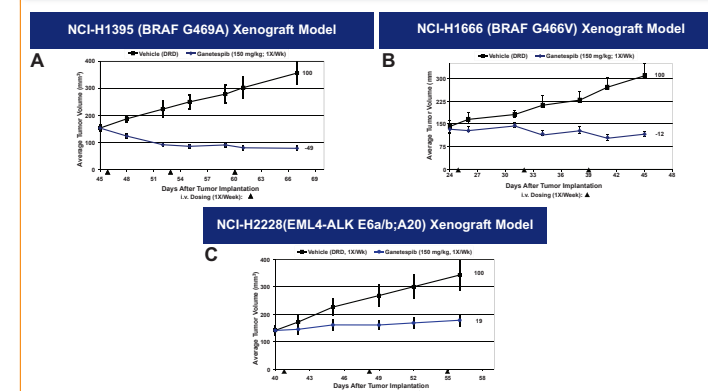 NCI-H1395 (BRAF G469A) Xenograft Model
A
Vehicle (DRD) Ganetespib (150 mg/kg; 1X/Wk)
Average Tumor Volume (mm³)
400
300
200
100
0
100
-49
45 48 51 54 57 60 63 66 69
Days After Tumor Implantation
i.v. Dosing (1X/Week): ▲
NCI-H1666 (BRAF G466V) Xenograft Model
B
Vehicle (DRD) Ganetespib (150 mg/kg; 1X/Wk)
Average Tumor Volume (mm
300
225
150
75
0
100
-12
24 27 30 33 36 39 42 45 48
Days After Tumor Implantation
i.v. Dosing (1X/Week): ▲
NCI-H2228(EML4-ALK E6a/b;A20) Xenograft Model
C
Vehicle (DRD, 1X/Wk) Ganetespib (150 mg/kg, 1X/Wk)
Average Tumor Volume (mm³)
400
300
200
100
0
100
19
40 43 46 49 52 55 58
Days After Tumor Implantation